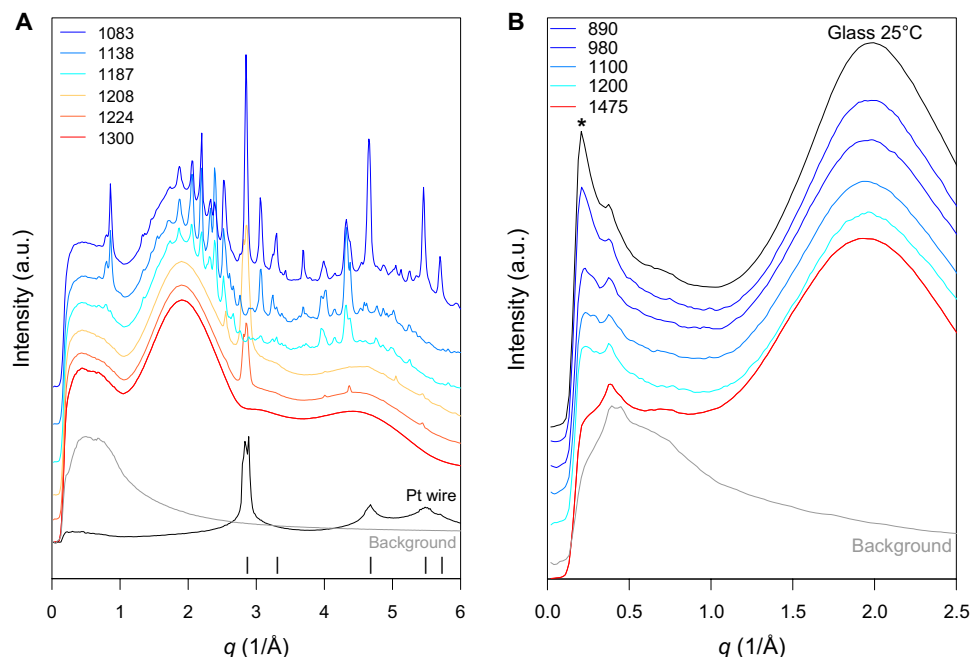 A
1083
1138
1187
1208
1224
1300
Intensity (a.u.)
Pt wire
Background
0 1 2 3 4 5 6
q (1/Å)
B
890
980
1100
1200
1475
Glass 25°C
*
Intensity (a.u.)
Background
0.0 0.5 1.0 1.5 2.0 2.5
q (1/Å)